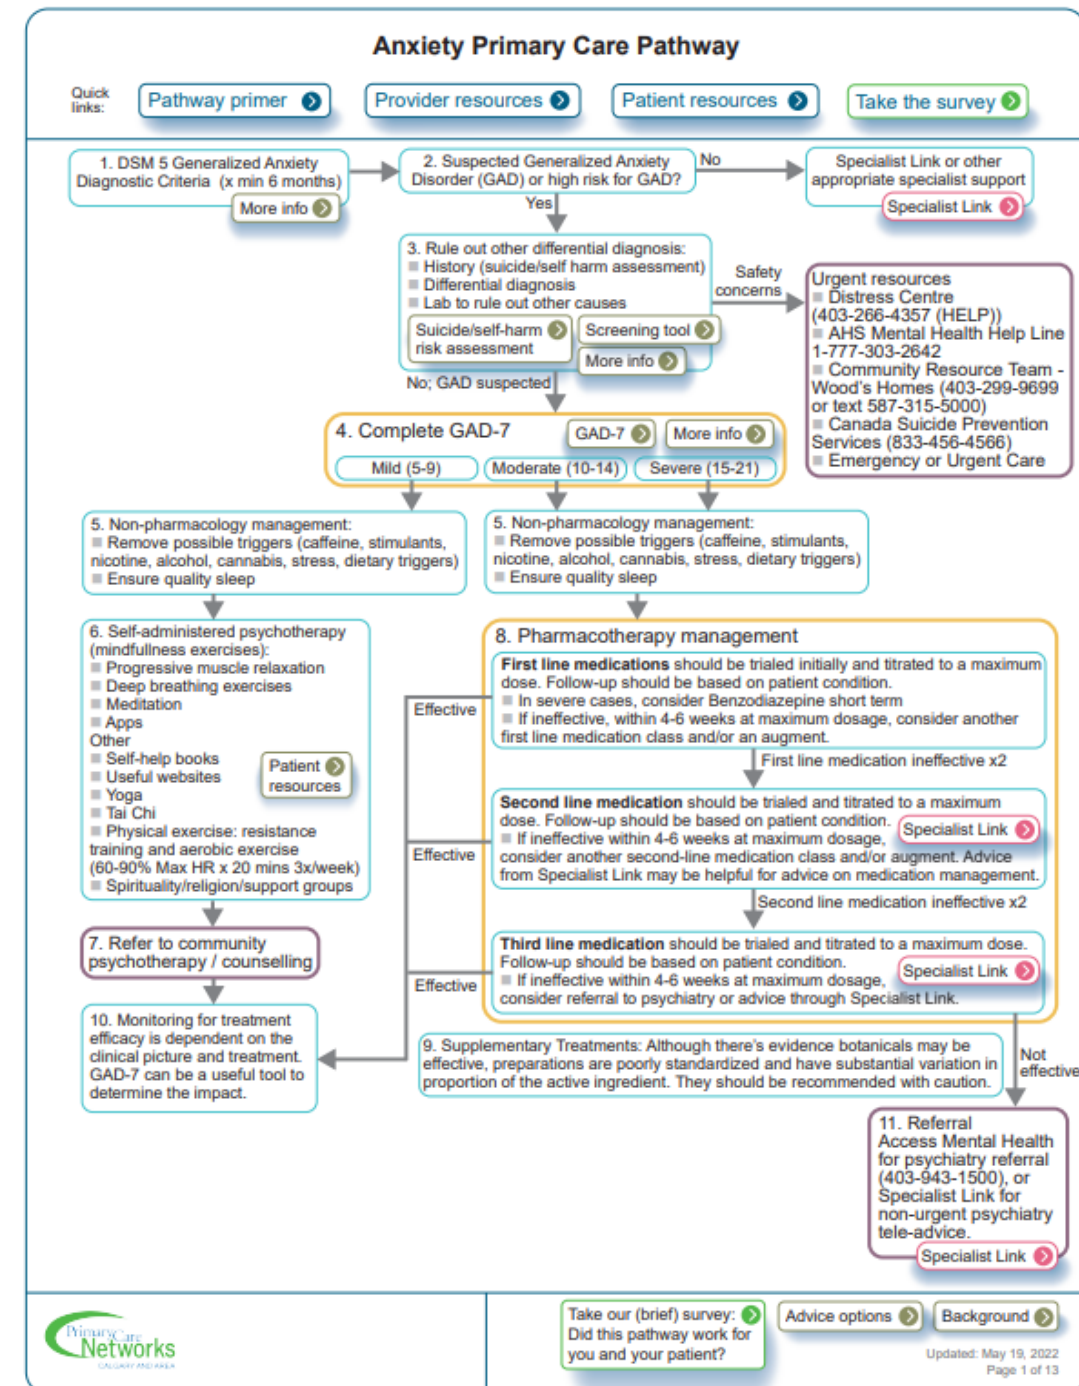 Anxiety Primary Care Pathway
Quick
links:
Pathway primer
Provider resources
Patient resources
Take the survey
1. DSM 5 Generalized Anxiety
Diagnostic Criteria (x min 6 months)
More info
2. Suspected Generalized Anxiety
Disorder (GAD) or high risk for GAD?
No
Specialist Link or other
appropriate specialist support
Specialist Link
Yes
3. Rule out other differential diagnosis:
History (suicide/self harm assessment)
Differential diagnosis
Lab to rule out other causes
Suicide/self-harm
risk assessment
Screening tool
More info
Safety
concerns
Urgent resources
Distress Centre
(403-266-4357 (HELP))
AHS Mental Health Help Line
1-777-303-2642
Community Resource Team -
Wood's Homes (403-299-9699
or text 587-315-5000)
Canada Suicide Prevention
Services (833-456-4566)
Emergency or Urgent Care
No; GAD suspected
4. Complete GAD-7
GAD-7
More info
Mild (5-9)
Moderate (10-14)
Severe (15-21)
5. Non-pharmacology management:
Remove possible triggers (caffeine, stimulants,
nicotine, alcohol, cannabis, stress, dietary triggers)
Ensure quality sleep
5. Non-pharmacology management:
Remove possible triggers (caffeine, stimulants,
nicotine, alcohol, cannabis, stress, dietary triggers)
Ensure quality sleep
6. Self-administered psychotherapy
(mindfullness exercises):
Progressive muscle relaxation
Deep breathing exercises
Meditation
Apps
Other
Self-help books
Useful websites
Yoga
Tai Chi
Physical exercise: resistance
training and aerobic exercise
(60-90% Max HR x 20 mins 3x/week)
Spirituality/religion/support groups
Patient
resources
7. Refer to community
psychotherapy / counselling
10. Monitoring for treatment
efficacy is dependent on the
clinical picture and treatment.
GAD-7 can be a useful tool to
determine the impact.
8. Pharmacotherapy management
First line medications should be trialed initially and titrated to a maximum
dose. Follow-up should be based on patient condition.
In severe cases, consider Benzodiazepine short term
If ineffective, within 4-6 weeks at maximum dosage, consider another
first line medication class and/or an augment.
Effective
First line medication ineffective x2
Second line medication should be trialed and titrated to a maximum
dose. Follow-up should be based on patient condition.
If ineffective within 4-6 weeks at maximum dosage,
consider another second-line medication class and/or augment. Advice
from Specialist Link may be helpful for advice on medication management.
Specialist Link
Effective
Second line medication ineffective x2
Third line medication should be trialed and titrated to a maximum dose.
Follow-up should be based on patient condition.
If ineffective within 4-6 weeks at maximum dosage,
consider referral to psychiatry or advice through Specialist Link.
Specialist Link
Effective
9. Supplementary Treatments: Although there's evidence botanicals may be
effective, preparations are poorly standardized and have substantial variation in
proportion of the active ingredient. They should be recommended with caution.
Not
effective
11. Referral
Access Mental Health
for psychiatry referral
(403-943-1500), or
Specialist Link for
non-urgent psychiatry
tele-advice.
Specialist Link
Primary Care
Networks
CALGARY AND AREA
Take our (brief) survey:
Did this pathway work for
you and your patient?
Advice options
Background
Updated: May 19, 2022
Page 1 of 13